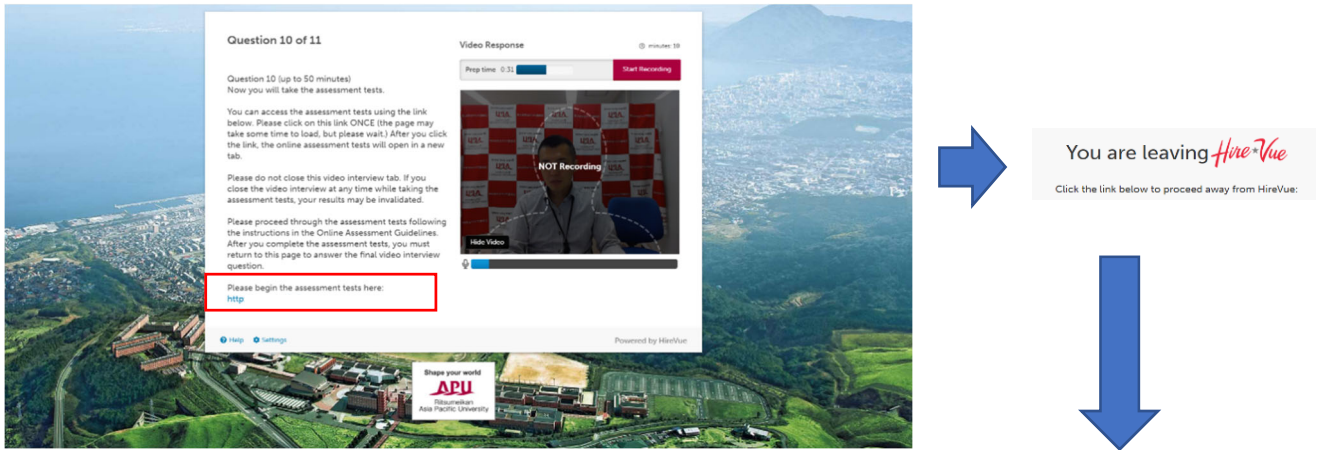 Question 10 of 11
Question 10 (up to 50 minutes)
Now you will take the assessment tests.
You can access the assessment tests using the link
below. Please click on this link ONCE (the page may
take some time to load, but please wait.) After you click
the link, the online assessment tests will open in a new
tab.
Please do not close this video interview tab. If you
close the video interview at any time while taking the
assessment tests, your results may be invalidated.
Please proceed through the assessment tests following
the instructions in the Online Assessment Guidelines.
After you complete the assessment tests, you must
return to this page to answer the final video interview
question.
Please begin the assessment tests here:
http
Video Response
minutes 10
Prep time 0:31
Start Recording
NOT Recording
Hide Video
Help
Settings
Powered by HireVue
Shape your world
APU
Ritsumeikan
Asia Pacific University
You are leaving Hire Vue
Click the link below to proceed away from HireVue: